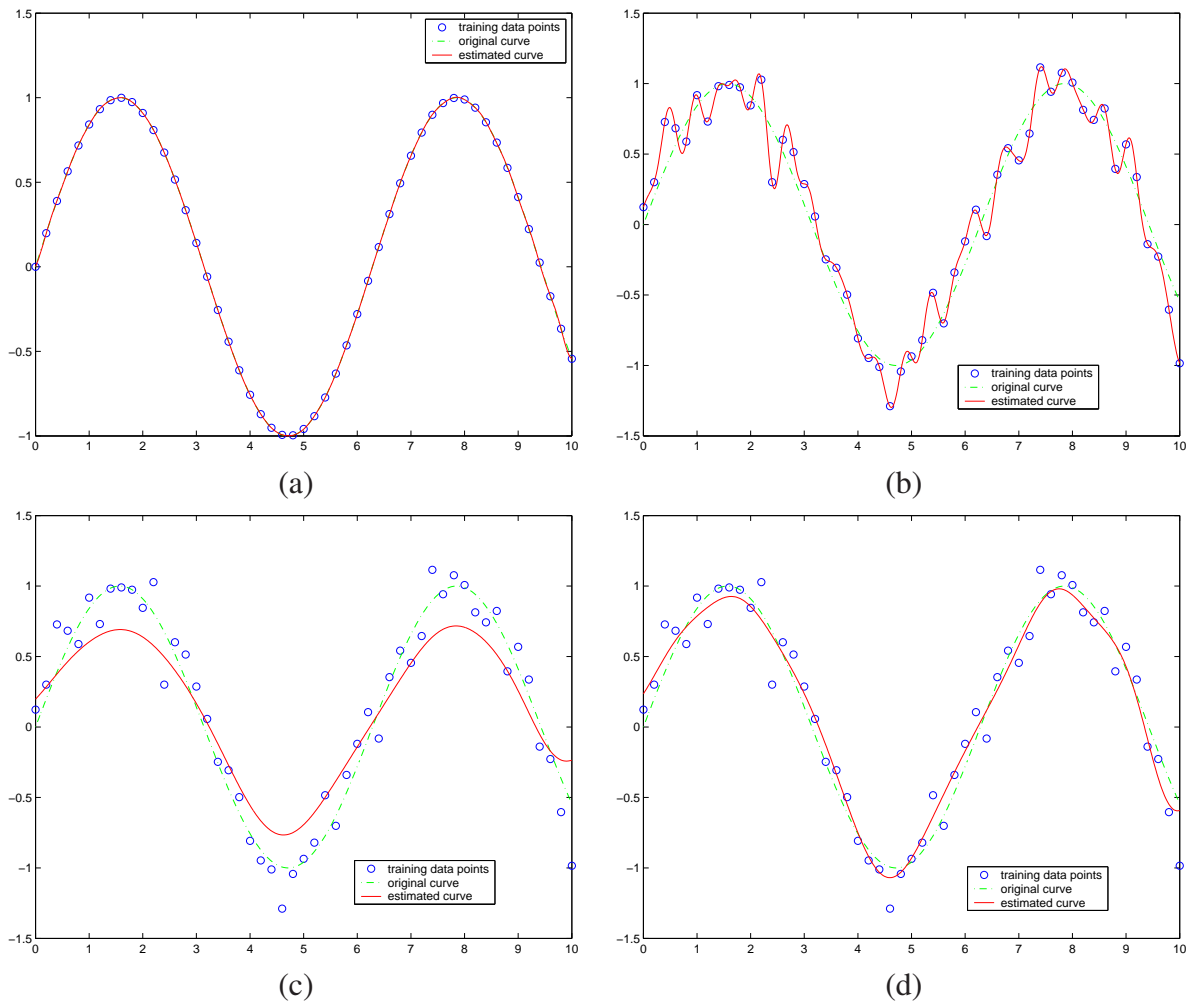 1.5
training data points
original curve
estimated curve
1
0.5
0
−0.5
−1
0 1 2 3 4 5 6 7 8 9 10
(a)
1.5
1
0.5
0
−0.5
−1
−1.5
training data points
original curve
estimated curve
0 1 2 3 4 5 6 7 8 9 10
(b)
1.5
1
0.5
0
−0.5
−1
−1.5
training data points
original curve
estimated curve
0 1 2 3 4 5 6 7 8 9 10
(c)
1.5
1
0.5
0
−0.5
−1
−1.5
training data points
original curve
estimated curve
0 1 2 3 4 5 6 7 8 9 10
(d)